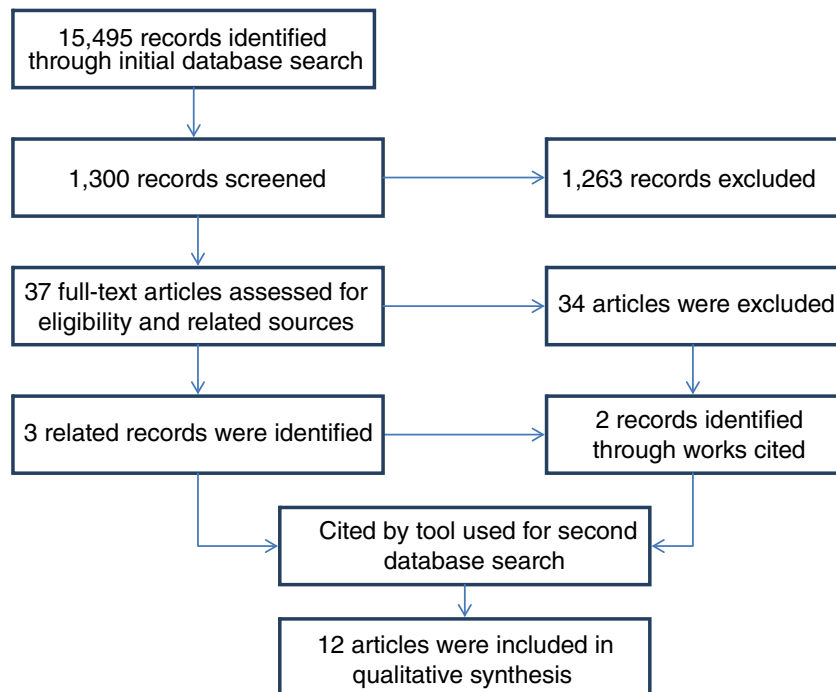 15,495 records identified
through initial database search
1,300 records screened
1,263 records excluded
37 full-text articles assessed for
eligibility and related sources
34 articles were excluded
3 related records were identified
2 records identified
through works cited
Cited by tool used for second
database search
12 articles were included in
qualitative synthesis